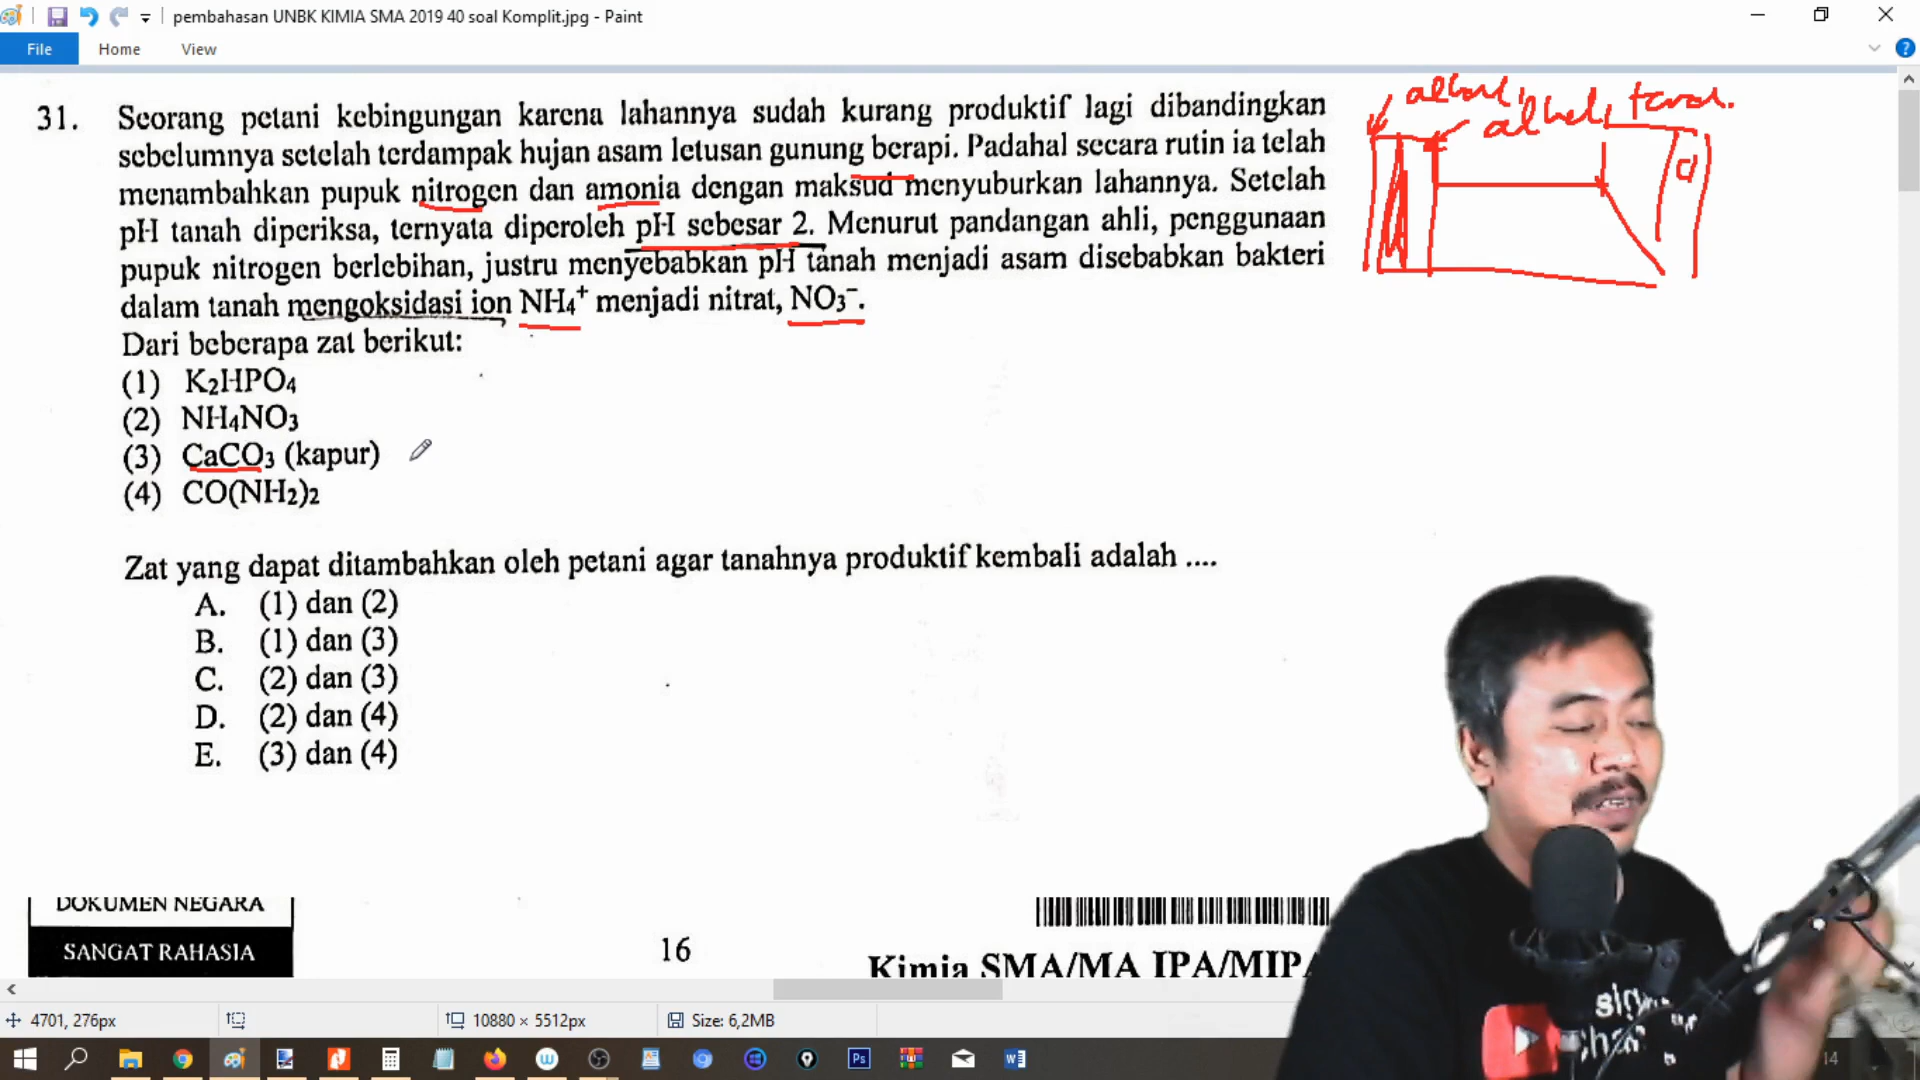 pembahasan UNBK KIMIA SMA 2019 40 soal Komplit.jpg - Paint
File Home View
31. Seorang petani kebingungan karena lahannya sudah kurang produktif lagi dibandingkan
sebelumnya setelah terdampak hujan asam letusan gunung berapi. Padahal secara rutin ia telah
menambahkan pupuk nitrogen dan amonia dengan maksud menyuburkan lahannya. Setelah
pH tanah diperiksa, ternyata diperoleh pH sebesar 2. Menurut pandangan ahli, penggunaan
pupuk nitrogen berlebihan, justru menyebabkan pH tanah menjadi asam disebabkan bakteri
dalam tanah mengoksidasi ion NH₄⁺ menjadi nitrat, NO₃⁻.
Dari beberapa zat berikut:
(1) K₂HPO₄
(2) NH₄NO₃
(3) CaCO₃ (kapur)
(4) CO(NH₂)₂
Zat yang dapat ditambahkan oleh petani agar tanahnya produktif kembali adalah ....
A. (1) dan (2)
B. (1) dan (3)
C. (2) dan (3)
D. (2) dan (4)
E. (3) dan (4)
DOKUMEN NEGARA
SANGAT RAHASIA
16
Kimia SMA/MA IPA/MIPA
4701, 276px
10880 × 5512px
Size: 6,2MB
Ps
14